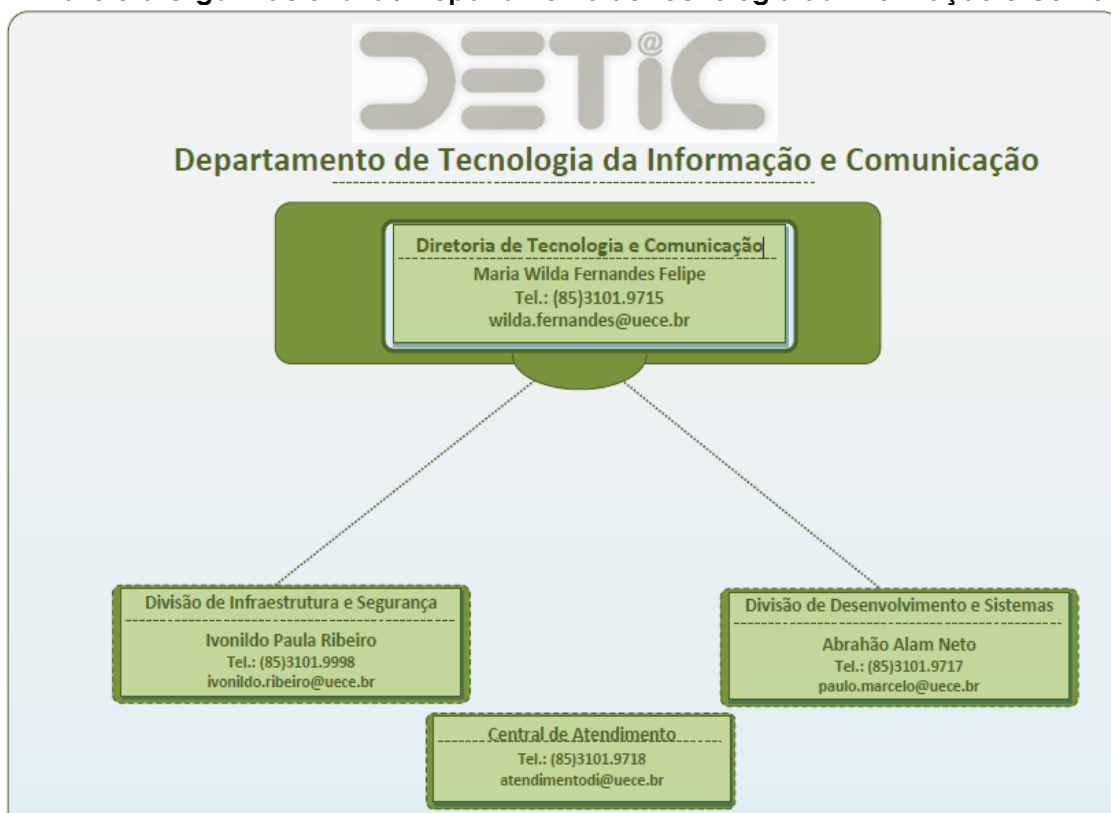 DETiC@
Departamento de Tecnologia da Informação e Comunicação
Diretoria de Tecnologia e Comunicação
Maria Wilda Fernandes Felipe
Tel.: (85)3101.9715
wilda.fernandes@uece.br
Divisão de Infraestrutura e Segurança
Ivonildo Paula Ribeiro
Tel.: (85)3101.9998
ivonildo.ribeiro@uece.br
Divisão de Desenvolvimento e Sistemas
Abrahão Alam Neto
Tel.: (85)3101.9717
paulo.marcelo@uece.br
Central de Atendimento
Tel.: (85)3101.9718
atendimentodi@uece.br